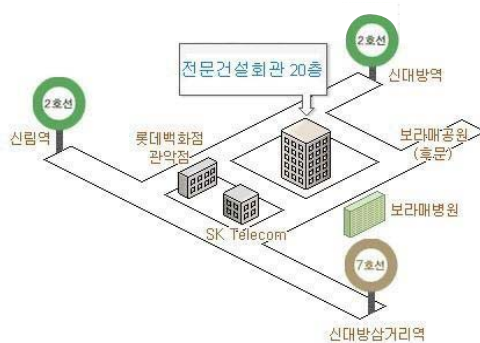 2호선
신대방역
전문건설회관 20층
2호선
신림역
롯데백화점
관악점
보라매공원
(후문)
보라매병원
SK Telecom
7호선
신대방삼거리역